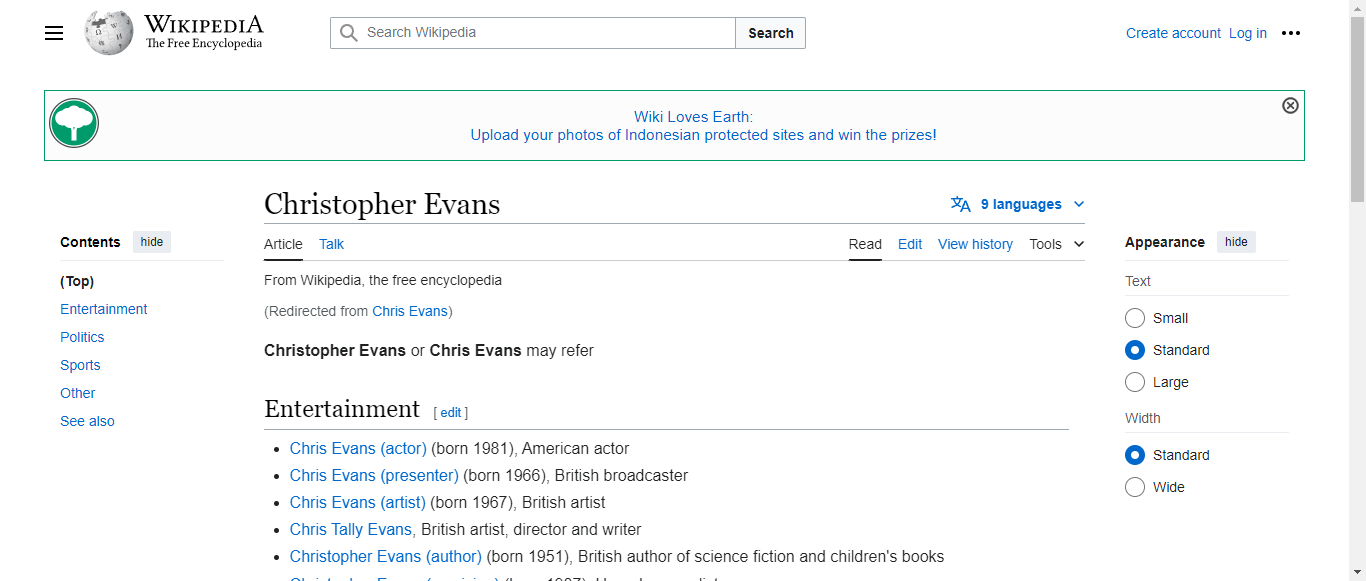 WIKIPEDIA
The Free Encyclopedia
Search Wikipedia
Search
Create account Log in
Wiki Loves Earth:
Upload your photos of Indonesian protected sites and win the prizes!
Christopher Evans
9 languages
Contents hide
(Top)
Entertainment
Politics
Sports
Other
See also
Article Talk
Read Edit View history Tools
From Wikipedia, the free encyclopedia
(Redirected from Chris Evans)
Christopher Evans or Chris Evans may refer
Entertainment [ edit ]
Chris Evans (actor) (born 1981), American actor
Chris Evans (presenter) (born 1966), British broadcaster
Chris Evans (artist) (born 1967), British artist
Chris Tally Evans, British artist, director and writer
Christopher Evans (author) (born 1951), British author of science fiction and children's books
Appearance hide
Text
Small
Standard
Large
Width
Standard
Wide